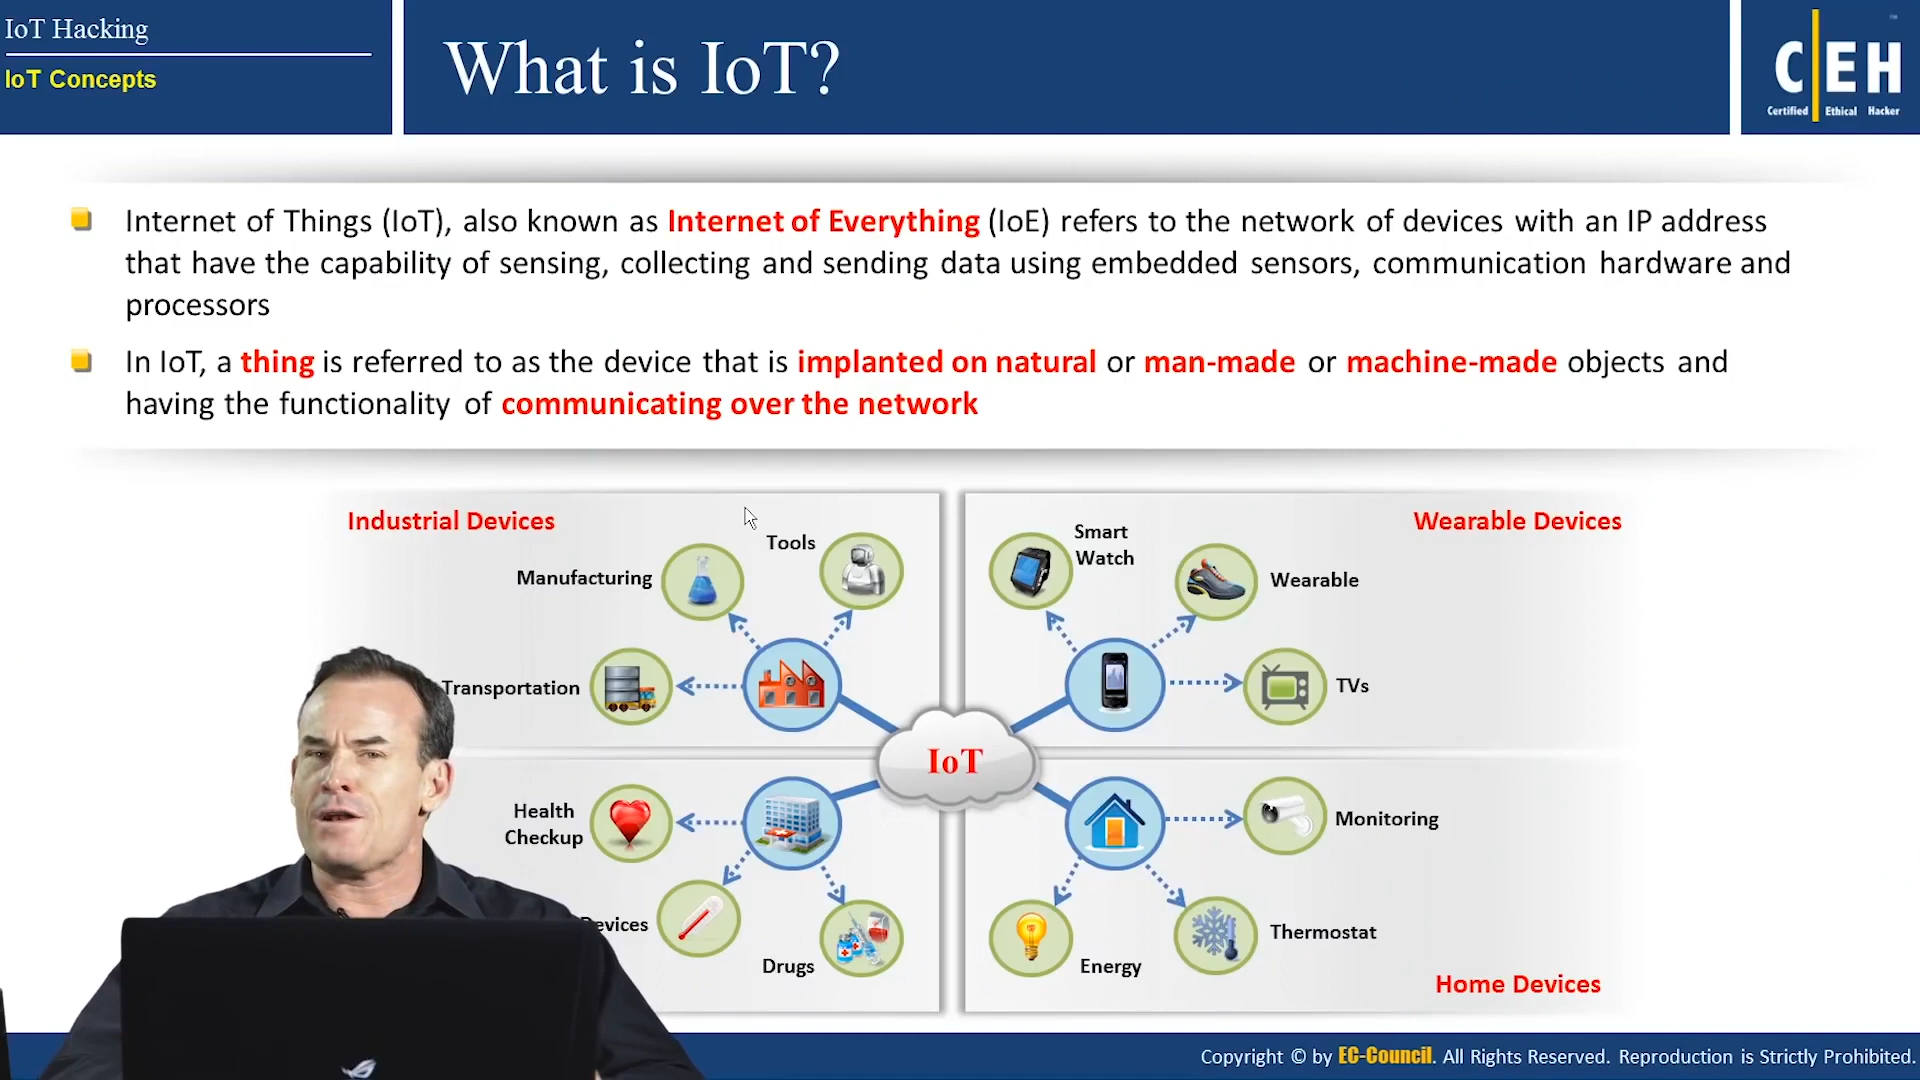 IoT Hacking
IoT Concepts
What is IoT?
C|EH
Certified Ethical Hacker
Internet of Things (IoT), also known as Internet of Everything (IoE) refers to the network of devices with an IP address
that have the capability of sensing, collecting and sending data using embedded sensors, communication hardware and
processors
In IoT, a thing is referred to as the device that is implanted on natural or man-made or machine-made objects and
having the functionality of communicating over the network
Industrial Devices
Tools
Manufacturing
Transportation
Smart
Watch
Wearable Devices
Wearable
TVs
IoT
Health
Checkup
Drugs
Monitoring
Thermostat
Energy
Home Devices
Copyright © by EC-Council. All Rights Reserved. Reproduction is Strictly Prohibited.